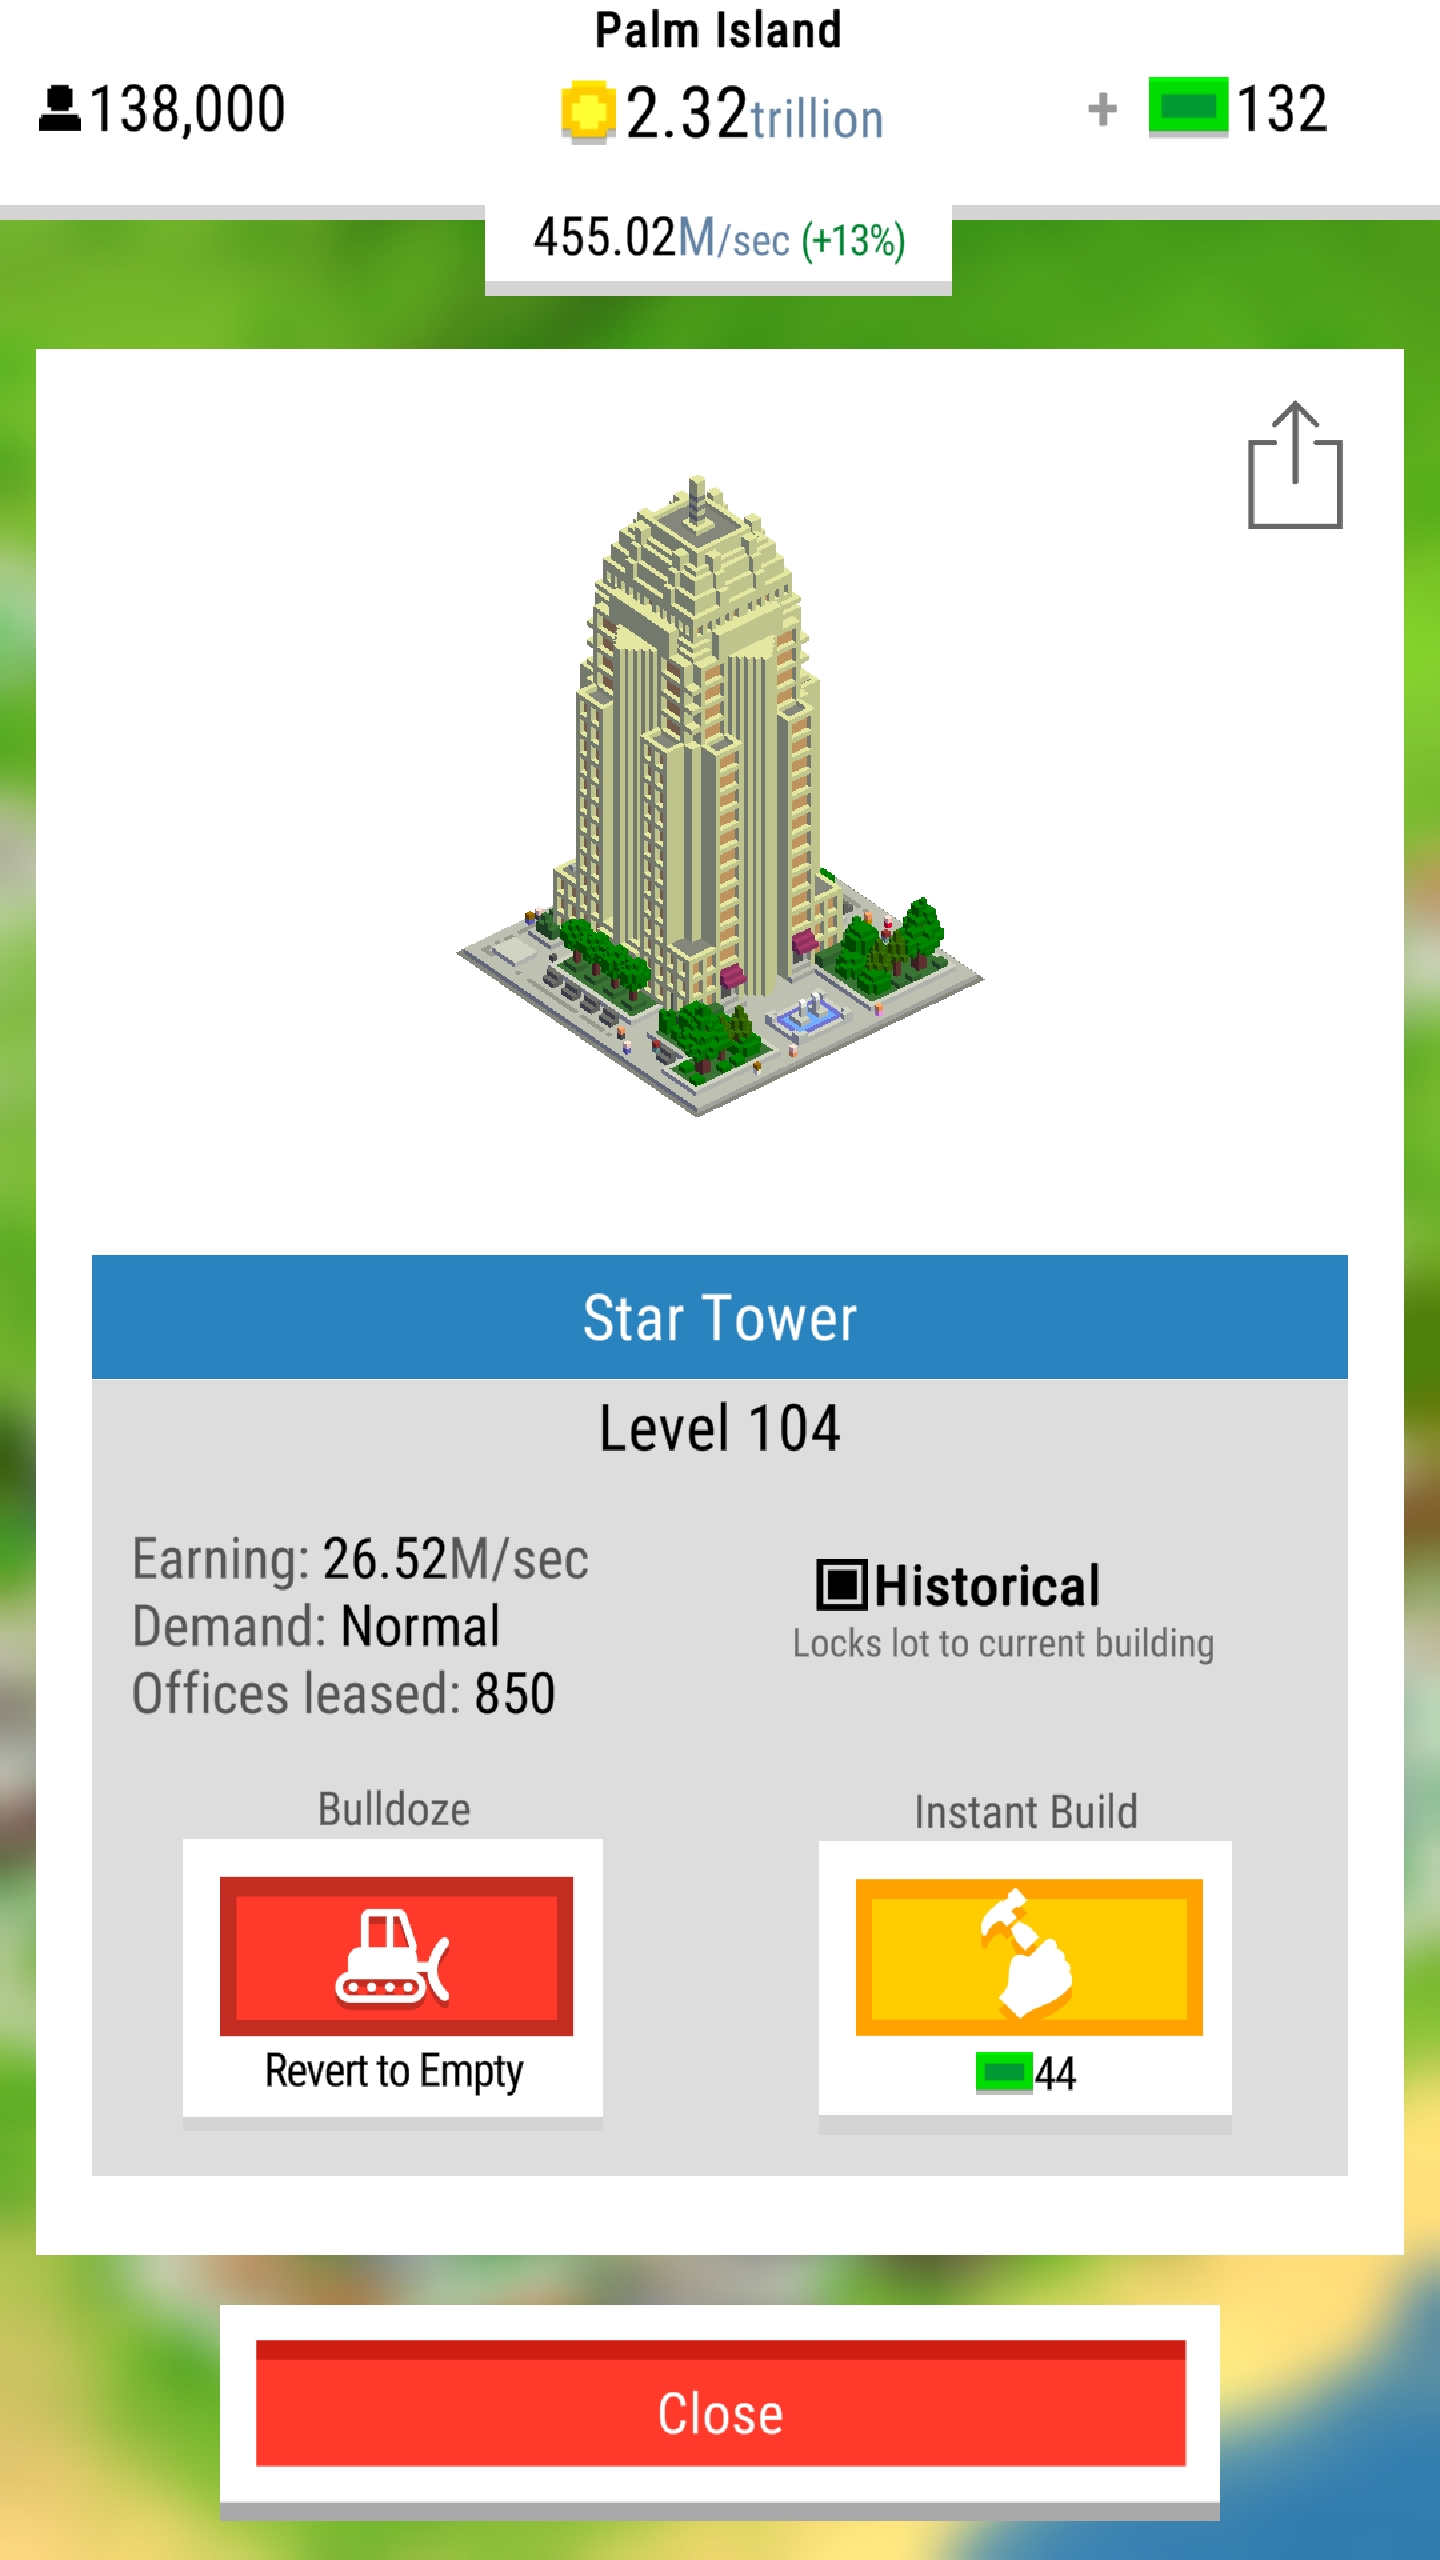 Palm Island
138,000
2.32trillion
+ 132
455.02M/sec (+13%)
Star Tower
Level 104
Earning: 26.52M/sec
Demand: Normal
Offices leased: 850
Historical
Locks lot to current building
Bulldoze
Revert to Empty
Instant Build
44
Close